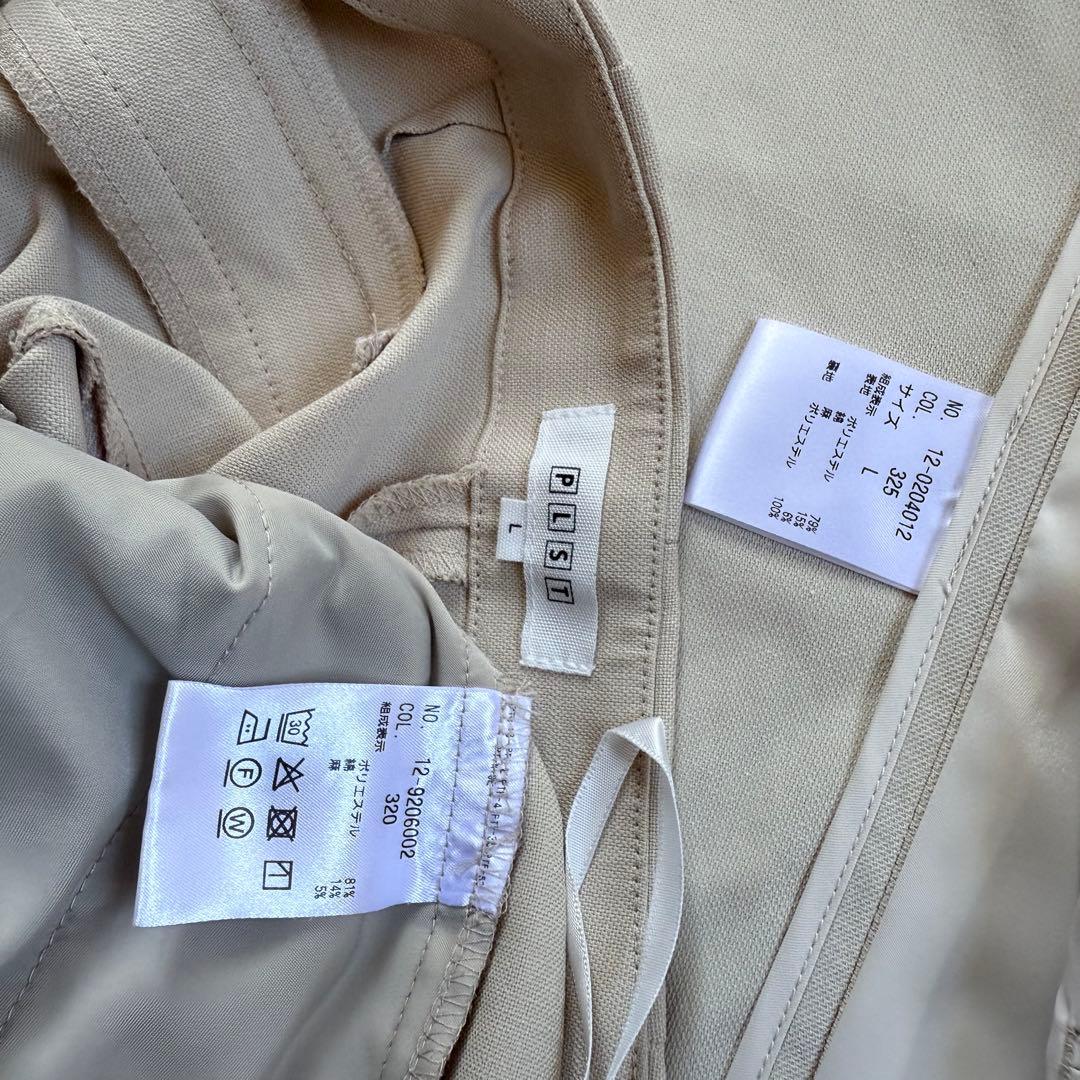 PLST
L
NO. 12-0204012
COL. 325
サイズ L
組成表示
表地 ポリエステル 79%
綿 15%
麻 6%
裏地 ポリエステル 100%
NO. 12-9206002
COL. 320
組成表示
ポリエステル 81%
綿 14%
麻 5%
30
F
W